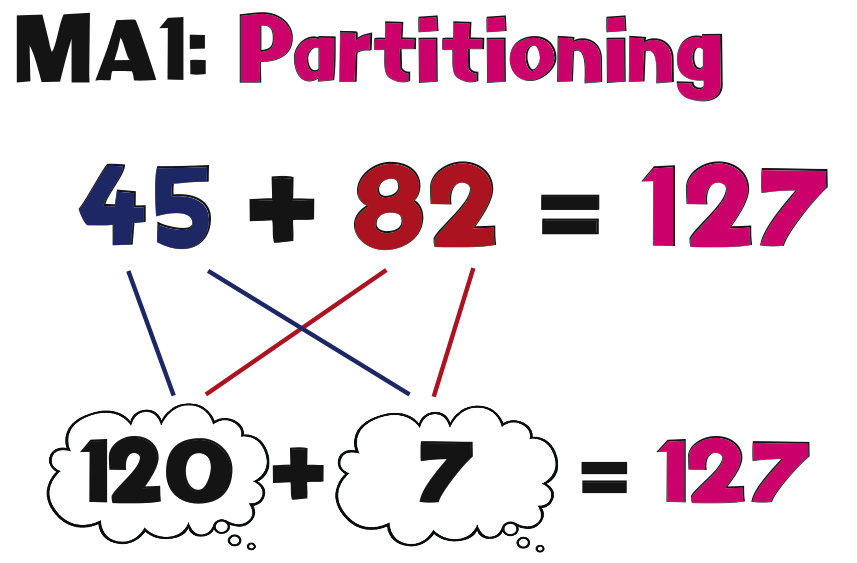 MA1: Partitioning
45 + 82 = 127
120 + 7 = 127